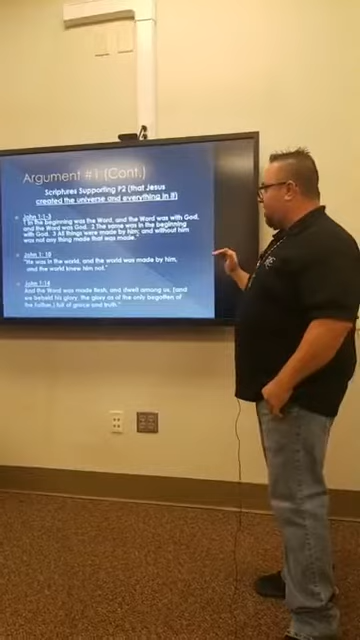 Argument #1 (Cont.)
Scriptures Supporting P2 (that Jesus
created the universe and everything in it)
John 1:1-3
"1 In the beginning was the Word, and the Word was with God,
and the Word was God. 2 The same was in the beginning
with God. 3 All things were made by him; and without him
was not any thing made that was made."
John 1: 10
"He was in the world, and the world was made by him,
and the world knew him not."
John 1:14
And the Word was made flesh, and dwelt among us, (and
we beheld his glory, the glory as of the only begotten of
the Father,) full of grace and truth."